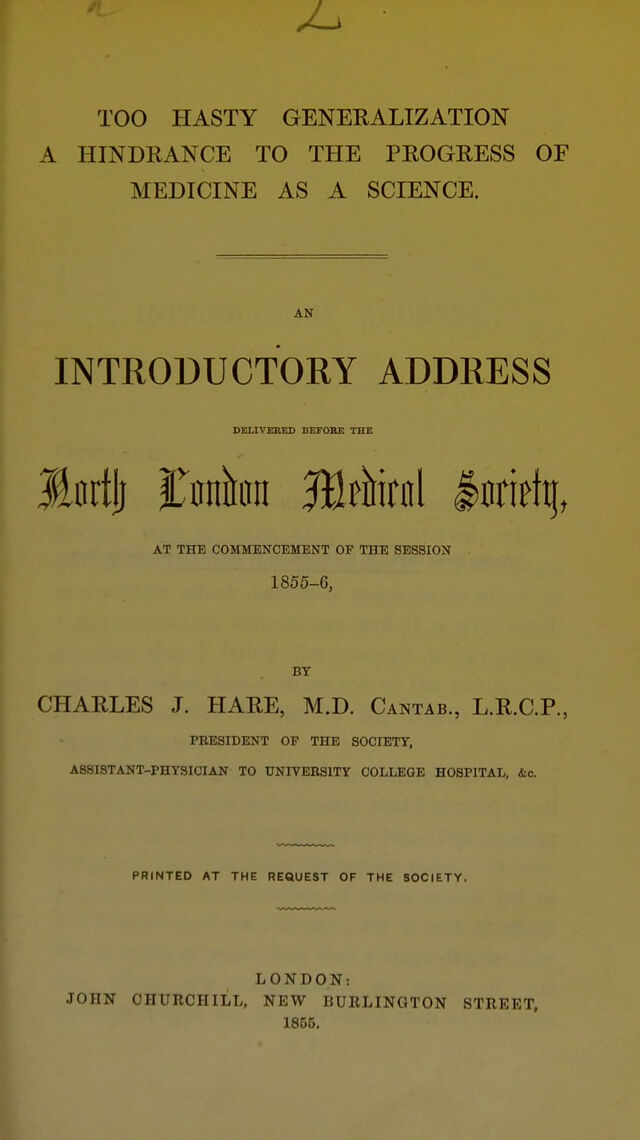 TOO HASTY GENERALIZATION
A HINDRANCE TO THE PROGRESS OF
MEDICINE AS A SCIENCE.
AN
INTRODUCTORY ADDRESS
DELIVERED BEFORE THE
North London Medical Society,
AT THE COMMENCEMENT OF THE SESSION
1855-6,
BY
CHARLES J. HARE, M.D. CANTAB., L.R.C.P.,
PRESIDENT OF THE SOCIETY,
ASSISTANT-PHYSICIAN TO UNIVERSITY COLLEGE HOSPITAL, &c.
PRINTED AT THE REQUEST OF THE SOCIETY.
LONDON:
JOHN CHURCHILL, NEW BURLINGTON STREET,
1855.